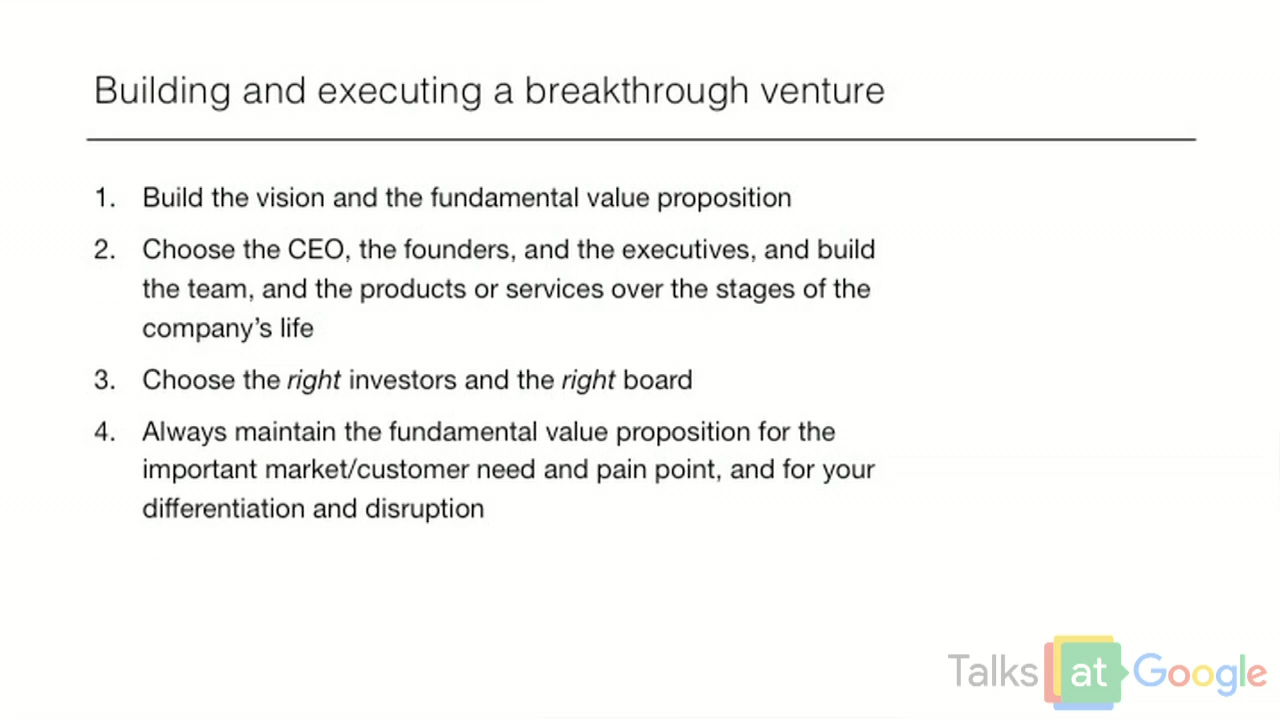 Building and executing a breakthrough venture
1. Build the vision and the fundamental value proposition
2. Choose the CEO, the founders, and the executives, and build
the team, and the products or services over the stages of the
company’s life
3. Choose the right investors and the right board
4. Always maintain the fundamental value proposition for the
important market/customer need and pain point, and for your
differentiation and disruption
Talks at Google